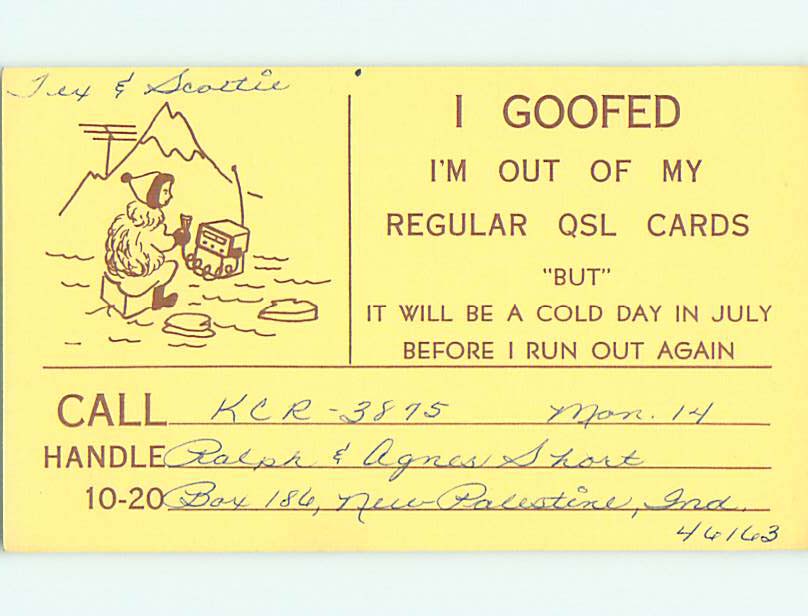 Tex & Scottie
I GOOFED
I'M OUT OF MY
REGULAR QSL CARDS
"BUT"
IT WILL BE A COLD DAY IN JULY
BEFORE I RUN OUT AGAIN
CALL KCR-3875 Mon. 14
HANDLE Ralph & Agnes Short
10-20 Box 186, New Palestine, Ind.
46163